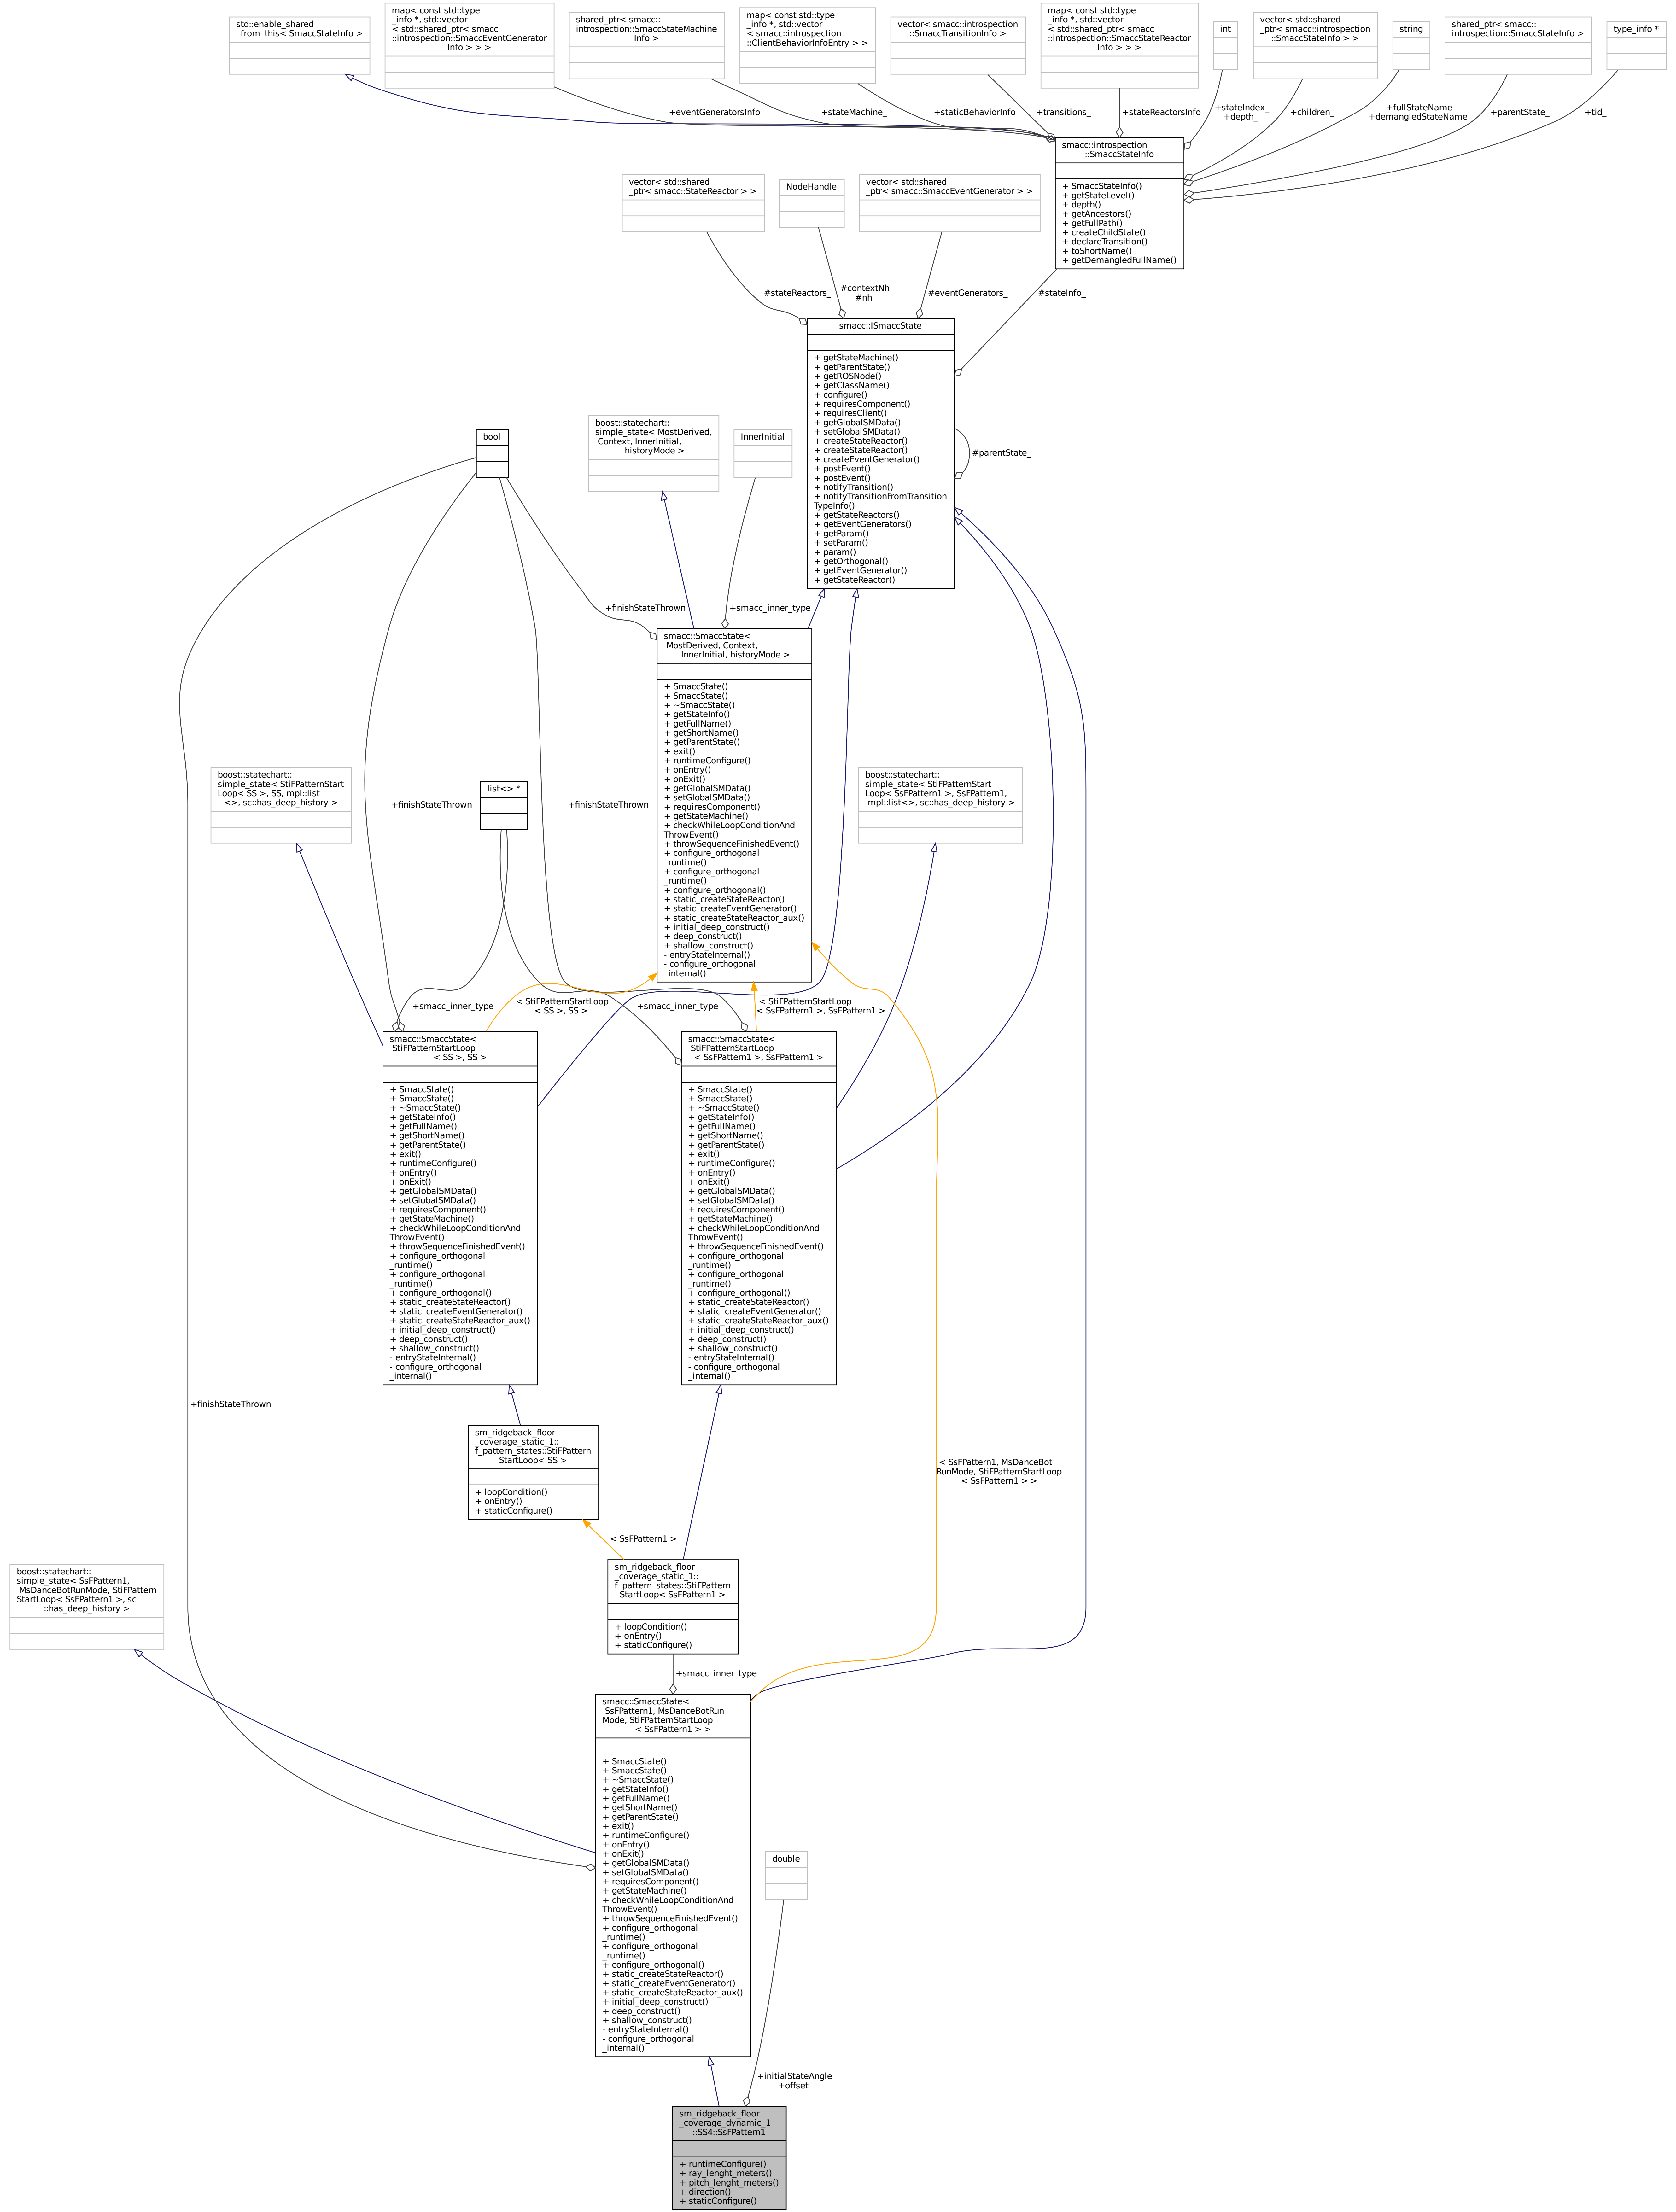 std::enable_shared
_from_this< SmaccStateInfo >
map< const std::type
_info *, std::vector
< std::shared_ptr< smacc
::introspection::SmaccEventGenerator
Info > > >
shared_ptr< smacc::
introspection::SmaccStateMachine
Info >
map< const std::type
_info *, std::vector
< smacc::introspection
::ClientBehaviorInfoEntry > >
vector< smacc::introspection
::SmaccTransitionInfo >
map< const std::type
_info *, std::vector
< std::shared_ptr< smacc
::introspection::SmaccStateReactor
Info > > >
int
vector< std::shared
_ptr< smacc::introspection
::SmaccStateInfo > >
string
shared_ptr< smacc::
introspection::SmaccStateInfo >
type_info *
+eventGeneratorsInfo
+stateMachine_
+staticBehaviorInfo
+transitions_
+stateReactorsInfo
+stateIndex_
+depth_
+children_
+fullStateName
+demangledStateName
+parentState_
+tid_
smacc::introspection
::SmaccStateInfo
+ SmaccStateInfo()
+ getStateLevel()
+ depth()
+ getAncestors()
+ getFullPath()
+ createChildState()
+ declareTransition()
+ toShortName()
+ getDemangledFullName()
vector< std::shared
_ptr< smacc::StateReactor > >
NodeHandle
vector< std::shared
_ptr< smacc::SmaccEventGenerator > >
#stateReactors_
#contextNh
#nh
#eventGenerators_
#stateInfo_
smacc::ISmaccState
+ getStateMachine()
+ getParentState()
+ getROSNode()
+ getClassName()
+ configure()
+ requiresComponent()
+ requiresClient()
+ getGlobalSMData()
+ setGlobalSMData()
+ createStateReactor()
+ createStateReactor()
+ createEventGenerator()
+ postEvent()
+ postEvent()
+ notifyTransition()
+ notifyTransitionFromTransition
TypeInfo()
+ getStateReactors()
+ getEventGenerators()
+ getParam()
+ setParam()
+ param()
+ getOrthogonal()
+ getEventGenerator()
+ getStateReactor()
#parentState_
bool
boost::statechart::
simple_state< MostDerived,
Context, InnerInitial,
historyMode >
InnerInitial
+finishStateThrown
+smacc_inner_type
smacc::SmaccState<
MostDerived, Context,
InnerInitial, historyMode >
+ SmaccState()
+ SmaccState()
+ ~SmaccState()
+ getStateInfo()
+ getFullName()
+ getShortName()
+ getParentState()
+ exit()
+ runtimeConfigure()
+ onEntry()
+ onExit()
+ getGlobalSMData()
+ setGlobalSMData()
+ requiresComponent()
+ getStateMachine()
+ checkWhileLoopConditionAnd
ThrowEvent()
+ throwSequenceFinishedEvent()
+ configure_orthogonal
_runtime()
+ configure_orthogonal
_runtime()
+ configure_orthogonal()
+ static_createStateReactor()
+ static_createEventGenerator()
+ static_createStateReactor_aux()
+ initial_deep_construct()
+ deep_construct()
+ shallow_construct()
- entryStateInternal()
- configure_orthogonal
_internal()
boost::statechart::
simple_state< StiFPatternStart
Loop< SS >, SS, mpl::list
<>, sc::has_deep_history >
+finishStateThrown
list<> *
+finishStateThrown
boost::statechart::
simple_state< StiFPatternStart
Loop< SsFPattern1 >, SsFPattern1,
mpl::list<>, sc::has_deep_history >
+smacc_inner_type
< StiFPatternStartLoop
< SS >, SS >
+smacc_inner_type
< StiFPatternStartLoop
< SsFPattern1 >, SsFPattern1 >
smacc::SmaccState<
StiFPatternStartLoop
< SS >, SS >
+ SmaccState()
+ SmaccState()
+ ~SmaccState()
+ getStateInfo()
+ getFullName()
+ getShortName()
+ getParentState()
+ exit()
+ runtimeConfigure()
+ onEntry()
+ onExit()
+ getGlobalSMData()
+ setGlobalSMData()
+ requiresComponent()
+ getStateMachine()
+ checkWhileLoopConditionAnd
ThrowEvent()
+ throwSequenceFinishedEvent()
+ configure_orthogonal
_runtime()
+ configure_orthogonal
_runtime()
+ configure_orthogonal()
+ static_createStateReactor()
+ static_createEventGenerator()
+ static_createStateReactor_aux()
+ initial_deep_construct()
+ deep_construct()
+ shallow_construct()
- entryStateInternal()
- configure_orthogonal
_internal()
smacc::SmaccState<
StiFPatternStartLoop
< SsFPattern1 >, SsFPattern1 >
+ SmaccState()
+ SmaccState()
+ ~SmaccState()
+ getStateInfo()
+ getFullName()
+ getShortName()
+ getParentState()
+ exit()
+ runtimeConfigure()
+ onEntry()
+ onExit()
+ getGlobalSMData()
+ setGlobalSMData()
+ requiresComponent()
+ getStateMachine()
+ checkWhileLoopConditionAnd
ThrowEvent()
+ throwSequenceFinishedEvent()
+ configure_orthogonal
_runtime()
+ configure_orthogonal
_runtime()
+ configure_orthogonal()
+ static_createStateReactor()
+ static_createEventGenerator()
+ static_createStateReactor_aux()
+ initial_deep_construct()
+ deep_construct()
+ shallow_construct()
- entryStateInternal()
- configure_orthogonal
_internal()
+finishStateThrown
sm_ridgeback_floor
_coverage_static_1::
f_pattern_states::StiFPattern
StartLoop< SS >
+ loopCondition()
+ onEntry()
+ staticConfigure()
< SsFPattern1, MsDanceBot
RunMode, StiFPatternStartLoop
< SsFPattern1 > >
< SsFPattern1 >
boost::statechart::
simple_state< SsFPattern1,
MsDanceBotRunMode, StiFPattern
StartLoop< SsFPattern1 >, sc
::has_deep_history >
sm_ridgeback_floor
_coverage_static_1::
f_pattern_states::StiFPattern
StartLoop< SsFPattern1 >
+ loopCondition()
+ onEntry()
+ staticConfigure()
+smacc_inner_type
smacc::SmaccState<
SsFPattern1, MsDanceBotRun
Mode, StiFPatternStartLoop
< SsFPattern1 > >
+ SmaccState()
+ SmaccState()
+ ~SmaccState()
+ getStateInfo()
+ getFullName()
+ getShortName()
+ getParentState()
+ exit()
+ runtimeConfigure()
+ onEntry()
+ onExit()
+ getGlobalSMData()
+ setGlobalSMData()
+ requiresComponent()
+ getStateMachine()
+ checkWhileLoopConditionAnd
ThrowEvent()
+ throwSequenceFinishedEvent()
+ configure_orthogonal
_runtime()
+ configure_orthogonal
_runtime()
+ configure_orthogonal()
+ static_createStateReactor()
+ static_createEventGenerator()
+ static_createStateReactor_aux()
+ initial_deep_construct()
+ deep_construct()
+ shallow_construct()
- entryStateInternal()
- configure_orthogonal
_internal()
double
+initialStateAngle
+offset
sm_ridgeback_floor
_coverage_dynamic_1
::SS4::SsFPattern1
+ runtimeConfigure()
+ ray_lenght_meters()
+ pitch_lenght_meters()
+ direction()
+ staticConfigure()